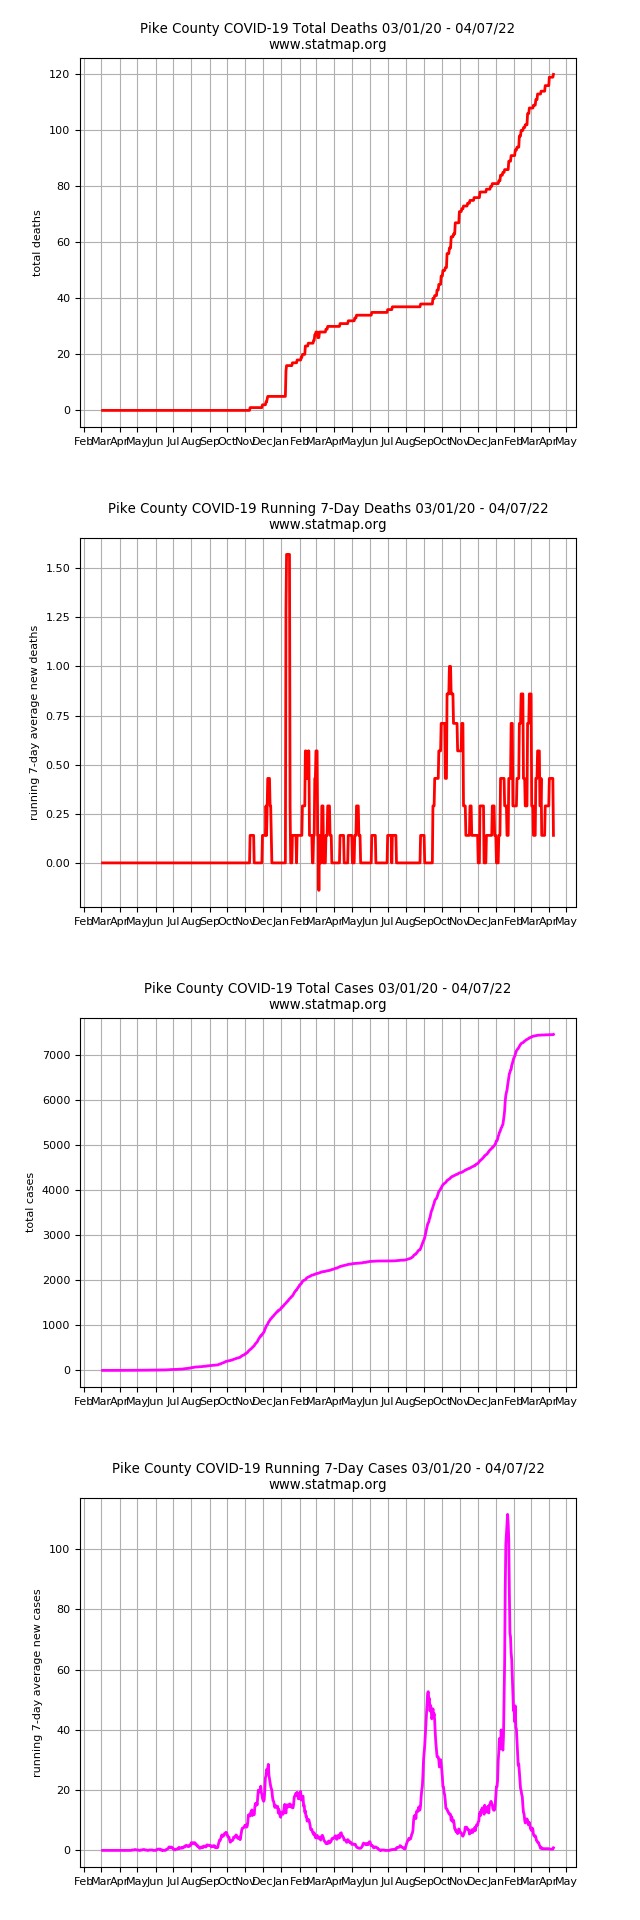 Pike County COVID-19 Total Deaths 03/01/20 - 04/07/22
www.statmap.org
120
100
80
60
40
20
0
total deaths
Feb Mar Apr May Jun Jul Aug Sep Oct Nov Dec Jan Feb Mar Apr May Jun Jul Aug Sep Oct Nov Dec Jan Feb Mar Apr May
Pike County COVID-19 Running 7-Day Deaths 03/01/20 - 04/07/22
www.statmap.org
1.50
1.25
1.00
0.75
0.50
0.25
0.00
running 7-day average new deaths
Feb Mar Apr May Jun Jul Aug Sep Oct Nov Dec Jan Feb Mar Apr May Jun Jul Aug Sep Oct Nov Dec Jan Feb Mar Apr May
Pike County COVID-19 Total Cases 03/01/20 - 04/07/22
www.statmap.org
7000
6000
5000
4000
3000
2000
1000
0
total cases
Feb Mar Apr May Jun Jul Aug Sep Oct Nov Dec Jan Feb Mar Apr May Jun Jul Aug Sep Oct Nov Dec Jan Feb Mar Apr May
Pike County COVID-19 Running 7-Day Cases 03/01/20 - 04/07/22
www.statmap.org
100
80
60
40
20
0
running 7-day average new cases
Feb Mar Apr May Jun Jul Aug Sep Oct Nov Dec Jan Feb Mar Apr May Jun Jul Aug Sep Oct Nov Dec Jan Feb Mar Apr May